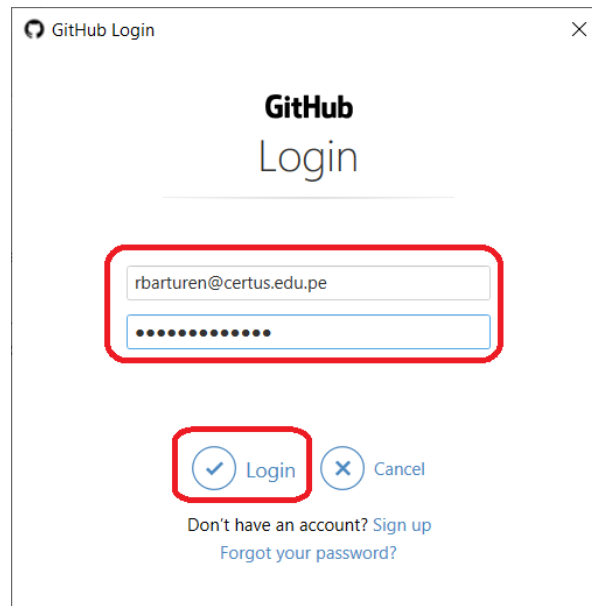 GitHub Login
GitHub
Login
rbarturen@certus.edu.pe
•••••••••••••
Login Cancel
Don't have an account? Sign up
Forgot your password?